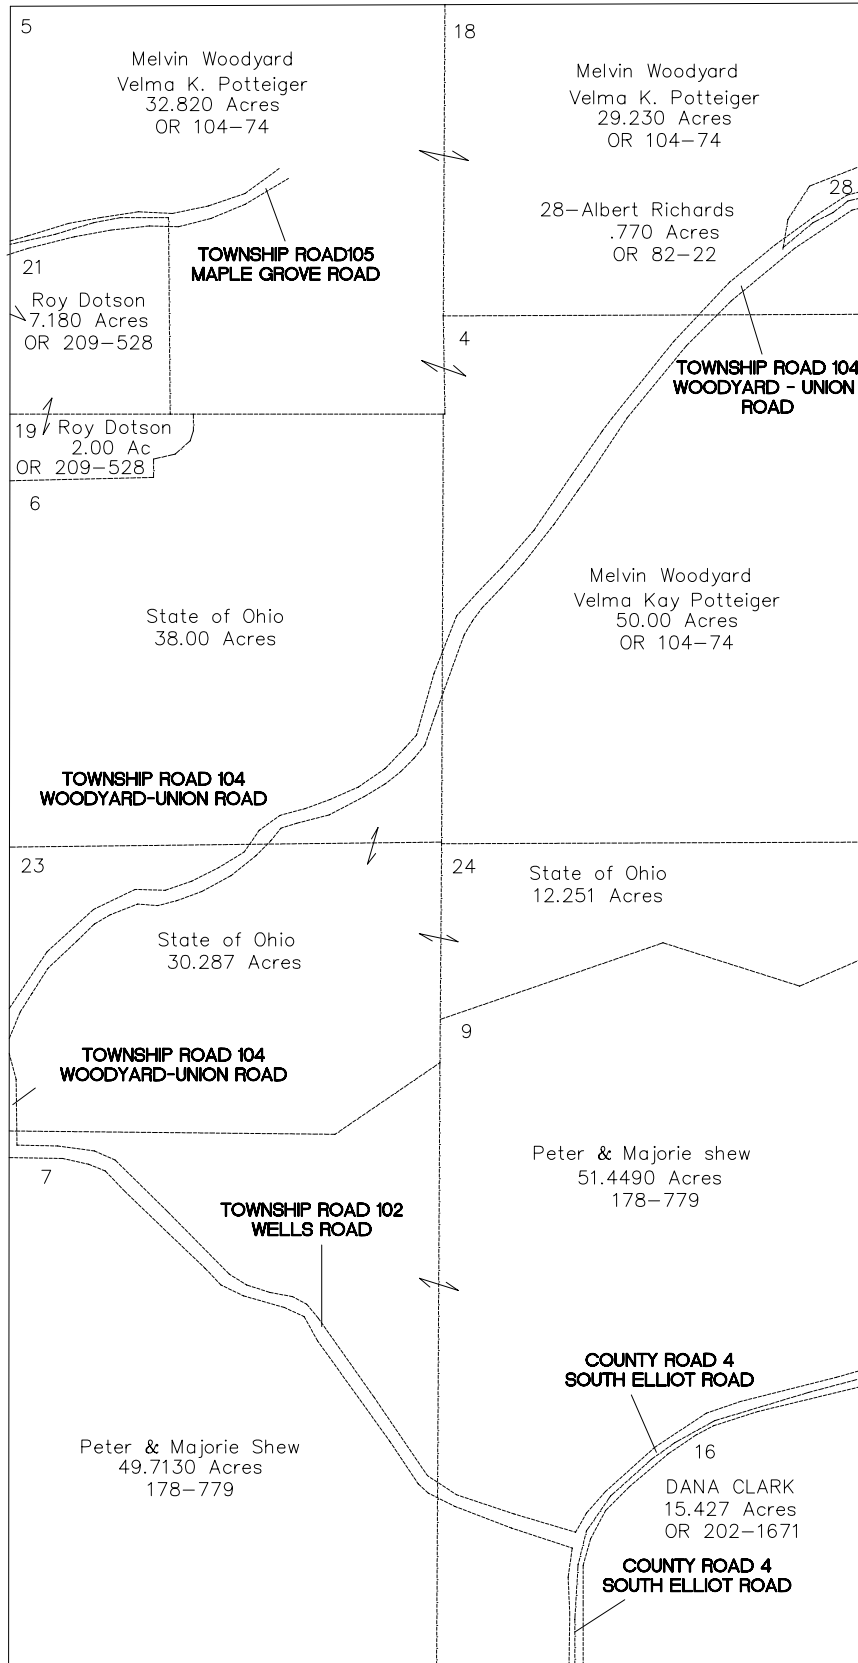 5
Melvin Woodyard
Velma K. Potteiger
32.820 Acres
OR 104-74
18
Melvin Woodyard
Velma K. Potteiger
29.230 Acres
OR 104-74
28
28-Albert Richards
.770 Acres
OR 82-22
TOWNSHIP ROAD105
MAPLE GROVE ROAD
21
Roy Dotson
7.180 Acres
OR 209-528
4
TOWNSHIP ROAD 104
WOODYARD - UNION
ROAD
19
Roy Dotson
2.00 Ac
OR 209-528
6
State of Ohio
38.00 Acres
Melvin Woodyard
Velma Kay Potteiger
50.00 Acres
OR 104-74
TOWNSHIP ROAD 104
WOODYARD-UNION ROAD
23
State of Ohio
30.287 Acres
24
State of Ohio
12.251 Acres
TOWNSHIP ROAD 104
WOODYARD-UNION ROAD
9
Peter & Majorie shew
51.4490 Acres
178-779
7
TOWNSHIP ROAD 102
WELLS ROAD
COUNTY ROAD 4
SOUTH ELLIOT ROAD
Peter & Majorie Shew
49.7130 Acres
178-779
16
DANA CLARK
15.427 Acres
OR 202-1671
COUNTY ROAD 4
SOUTH ELLIOT ROAD